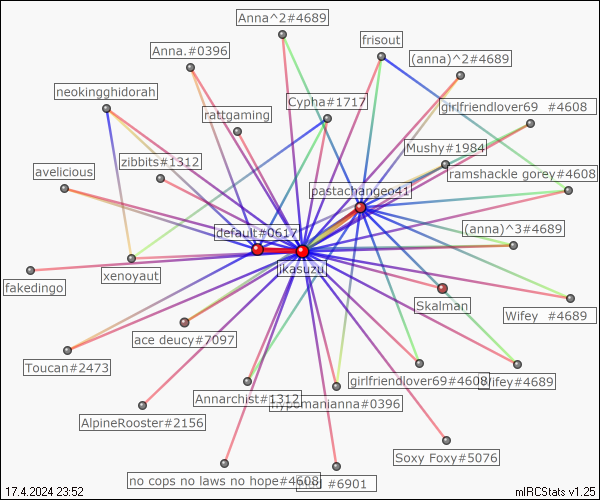 Anna^2#4689
frisout
Anna.#0396
(anna)^2#4689
neokingghidorah
Cypha#1717
girlfriendlover69 #4608
rattgaming
Mushy#1984
zibbits#1312
avelicious
ramshackle gorey#4608
pastachangeo41
default#0617
(anna)^3#4689
jkasuzu
xenoyaut
fakedingo
Skalman
Wifey #4689
ace deucy#7097
Toucan#2473
girlfriendlover69#4608
Wifey#4689
Annarchist#1312
hypomanianna#0396
AlpineRooster#2156
Soxy Foxy#5076
no cops no laws no hope#4608
#6901
17.4.2024 23:52
mIRCStats v1.25